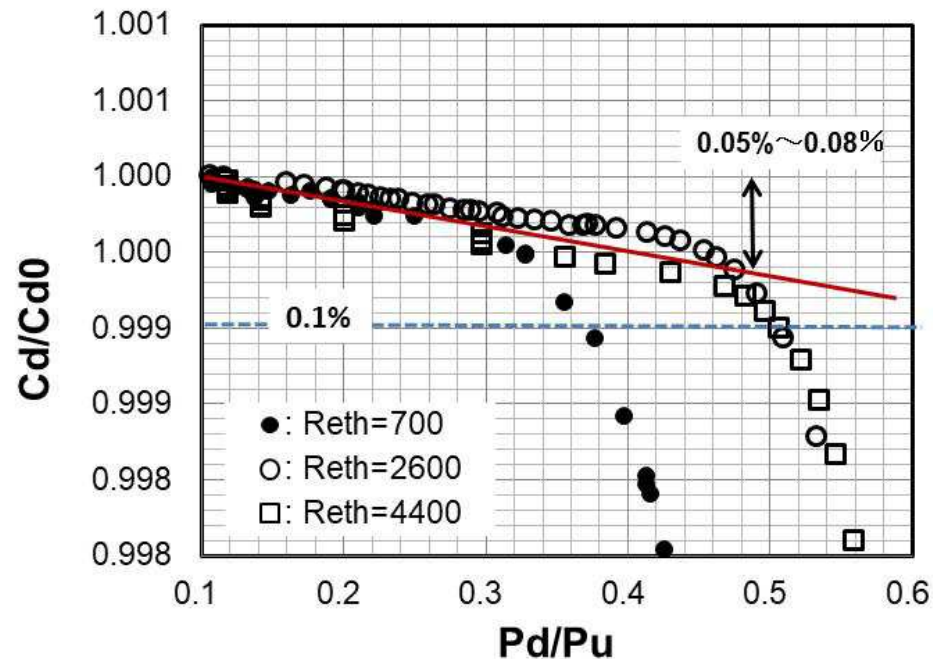 1.001
1.001
0.05%～0.08%
1.000
1.000
0.1%
0.999
0.999
0.998
0.998
Cd/Cd0
●: Reth=700
○: Reth=2600
□: Reth=4400
0.1 0.2 0.3 0.4 0.5 0.6
Pd/Pu